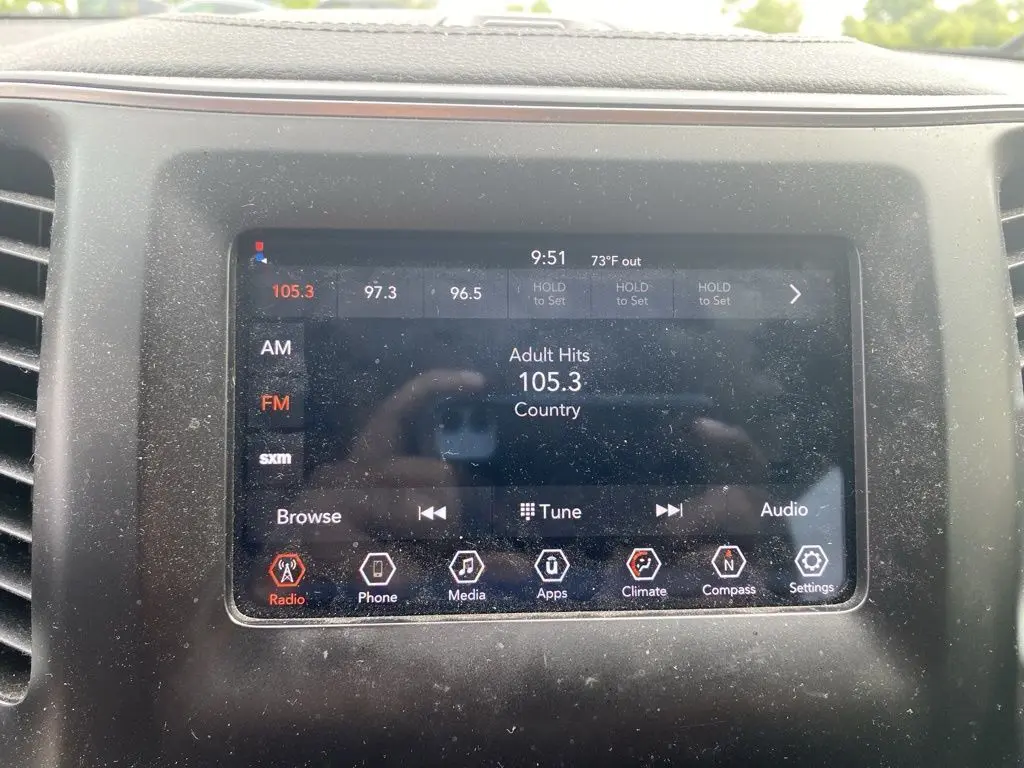 9:51 73°F out
105.3 97.3 96.5 HOLD to Set HOLD to Set HOLD to Set
AM
FM
sxm
Adult Hits
105.3
Country
Browse Tune Audio
Radio Phone Media Apps Climate N Compass Settings